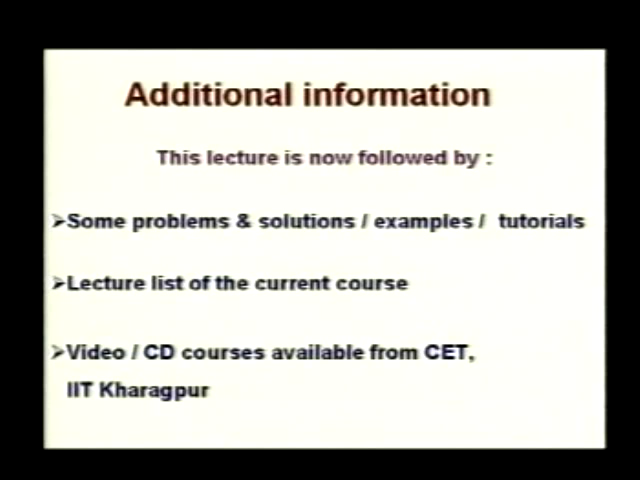 Additional information
This lecture is now followed by :
➢Some problems & solutions / examples / tutorials
➢Lecture list of the current course
➢Video / CD courses available from CET,
IIT Kharagpur